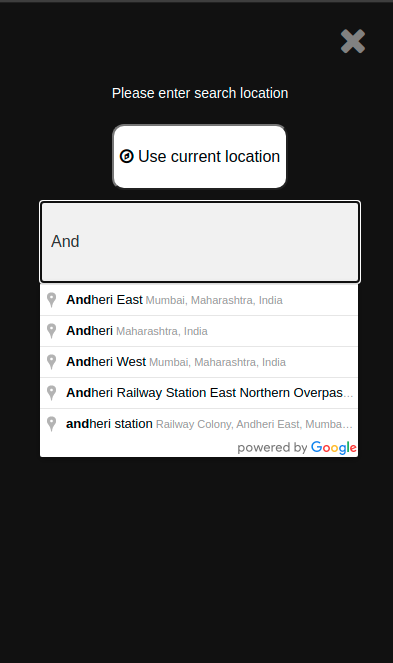 Please enter search location
Use current location
And
Andheri East Mumbai, Maharashtra, India
Andheri Maharashtra, India
Andheri West Mumbai, Maharashtra, India
Andheri Railway Station East Northern Overpas...
andheri station Railway Colony, Andheri East, Mumba...
powered by Google